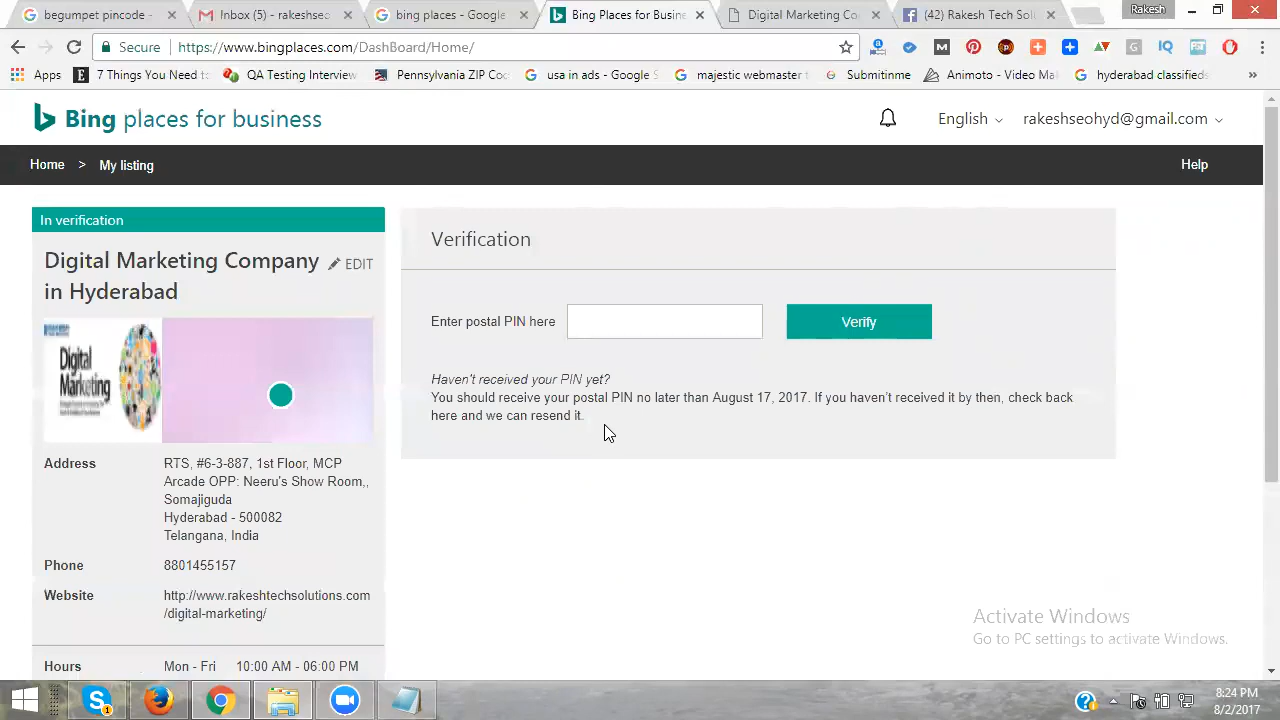 begumpet pincode -
Inbox (5) - rakeshseo
bing places - Google
Bing Places for Busine
Digital Marketing Co
(42) Rakesh Tech Sol
Rakesh
Secure
https://www.bingplaces.com/DashBoard/Home/
Apps
7 Things You Need to
QA Testing Interview
Pennsylvania ZIP Co
usa in ads - Google S
majestic webmaster
Submitinme
Animoto - Video Ma
hyderabad classifieds
Bing places for business
English
rakeshseohyd@gmail.com
Home > My listing
Help
In verification
Digital Marketing Company
in Hyderabad
EDIT
Digital
Marketing
Address
RTS, #6-3-887, 1st Floor, MCP
Arcade OPP: Neeru's Show Room,,
Somajiguda
Hyderabad - 500082
Telangana, India
Phone
8801455157
Website
http://www.rakeshtechsolutions.com
/digital-marketing/
Hours
Mon - Fri 10:00 AM - 06:00 PM
Verification
Enter postal PIN here
Verify
Haven't received your PIN yet?
You should receive your postal PIN no later than August 17, 2017. If you haven't received it by then, check back
here and we can resend it.
Activate Windows
Go to PC settings to activate Windows.
8:24 PM
8/2/2017